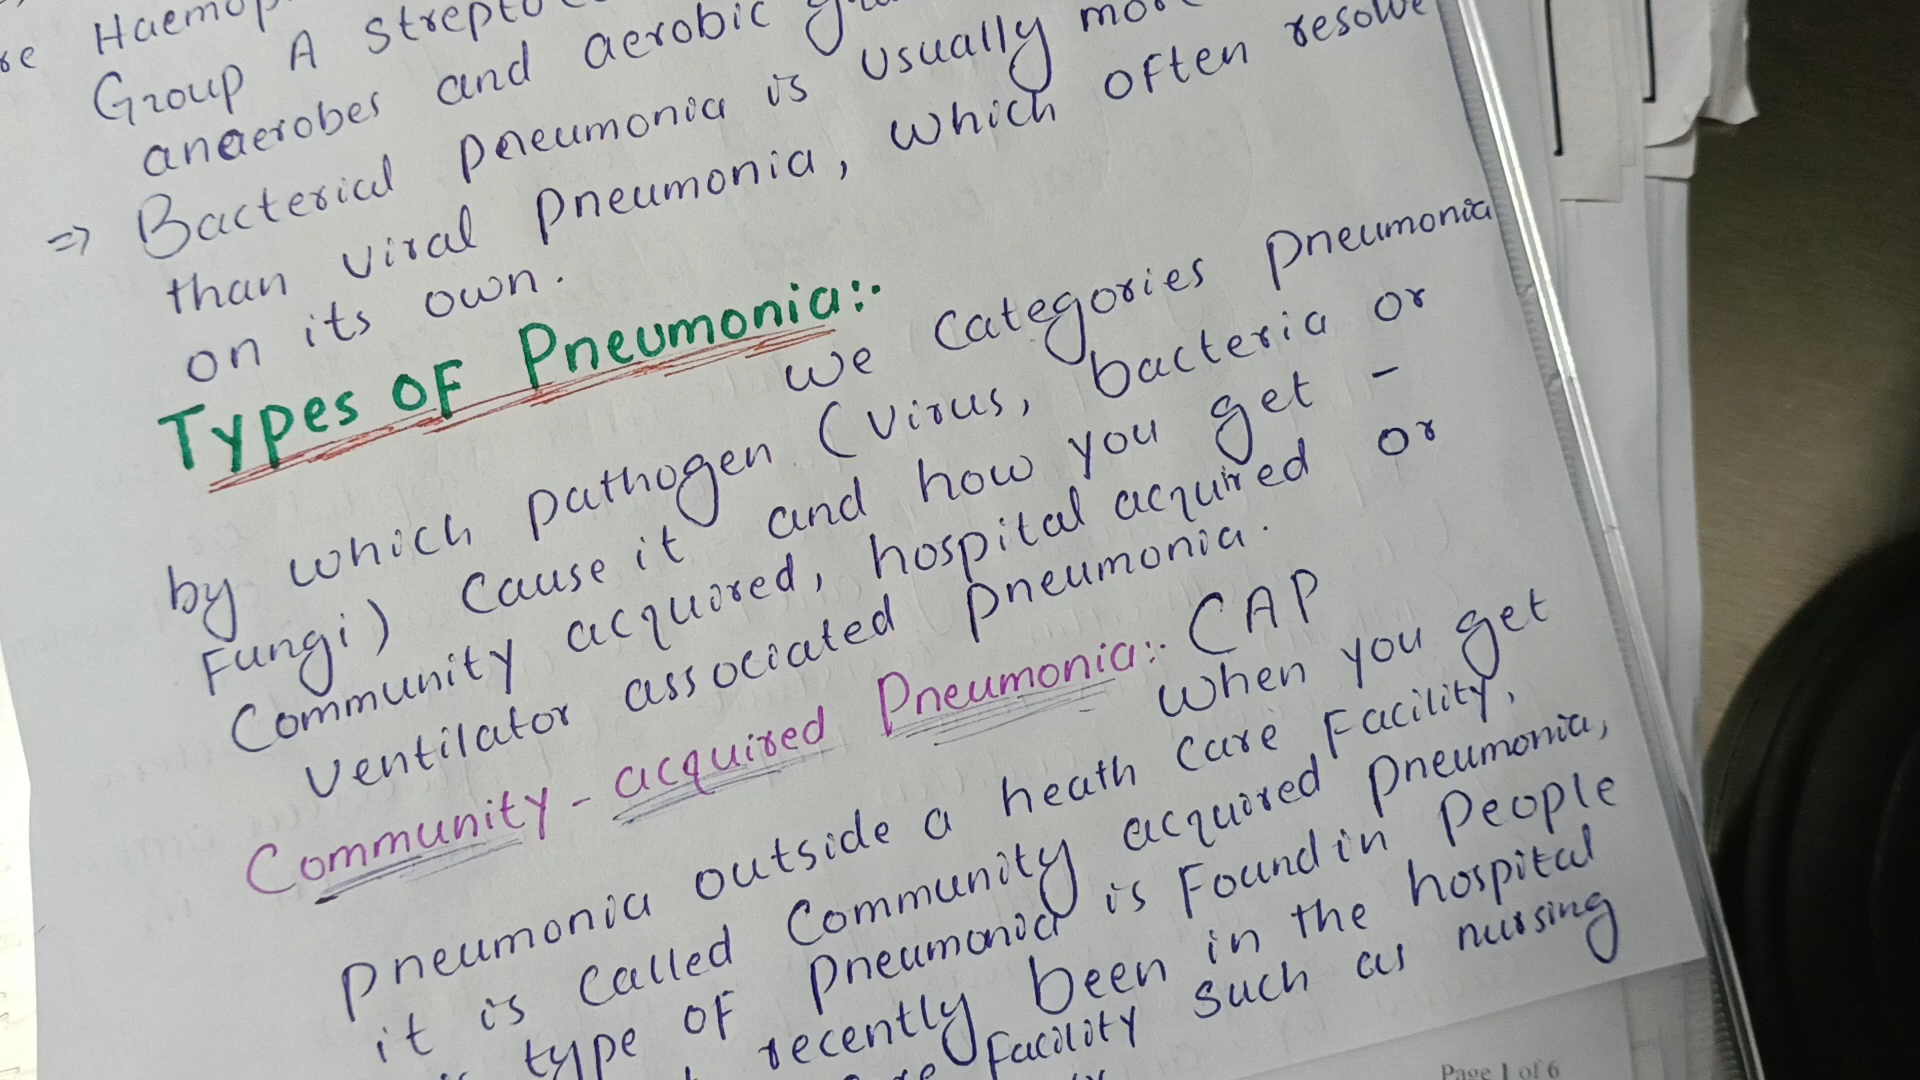 Group A
anaerobes and aerobic
=> Bacterial pneumonia is usually
than viral pneumonia, which often resolve
on its own.
Types of Pneumonia:-
we categories pneumonia
by which pathogen (Virus, bacteria or
Fungi) cause it and how you get -
Community acquired, hospital acquired or
ventilator associated pneumonia.
Community-acquired Pneumonia:- CAP
when you get
pneumonia outside a heath care facility,
it is called Community acquired pneumonia,
type of pneumonia is found in people
recently been in the hospital
facility such as nursing
Page 1 of 6